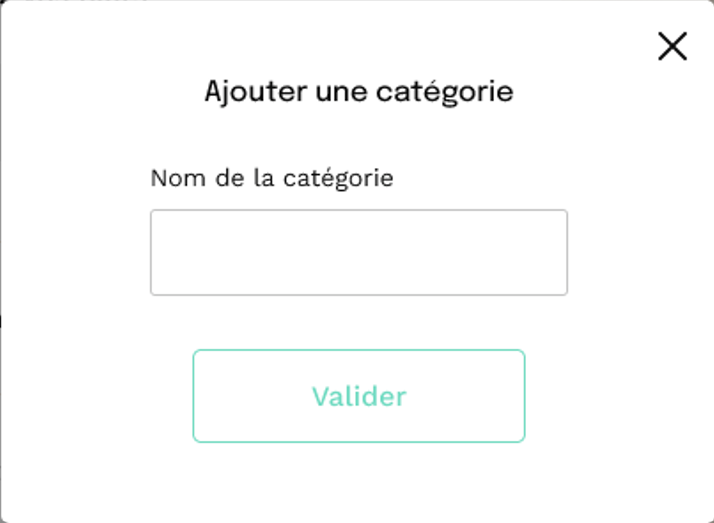 Ajouter une catégorie
Nom de la catégorie
Valider